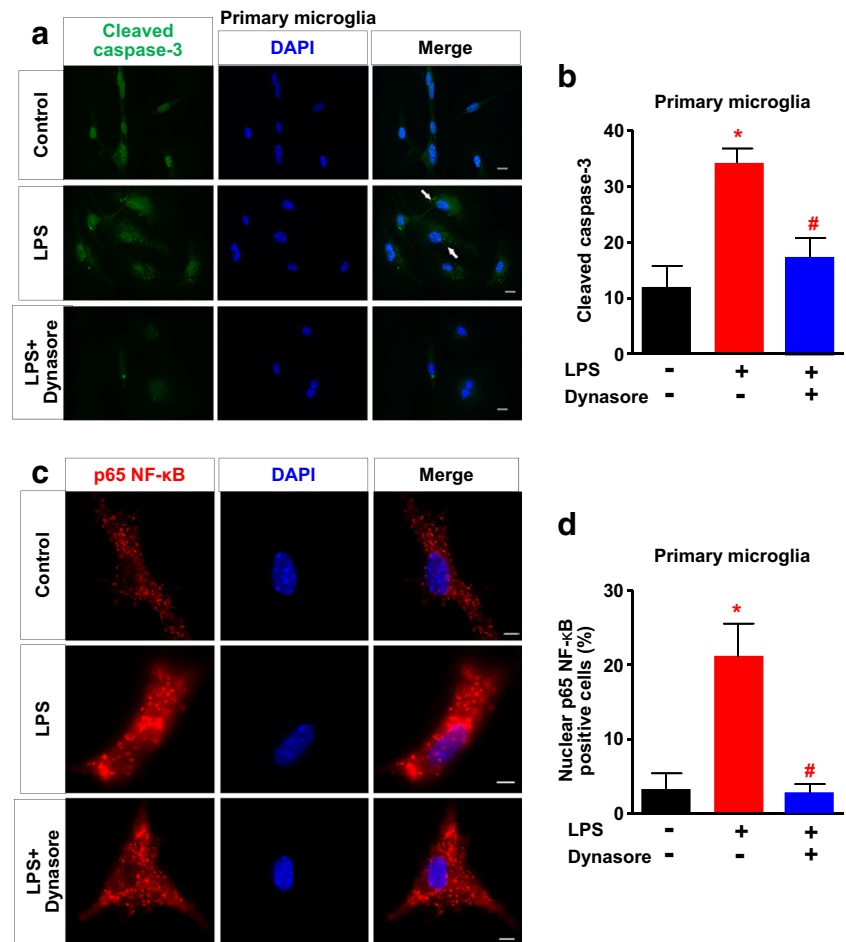 a
Primary microglia
Cleaved
caspase-3
DAPI
Merge
Control
LPS
LPS+
Dynasore
b
Primary microglia
Cleaved caspase-3
40
30
20
10
0
*
#
LPS - + +
Dynasore - - +
c
p65 NF-κB
DAPI
Merge
Control
LPS
LPS+
Dynasore
d
Primary microglia
Nuclear p65 NF-κB
positive cells (%)
30
20
10
0
*
#
LPS - + +
Dynasore - - +